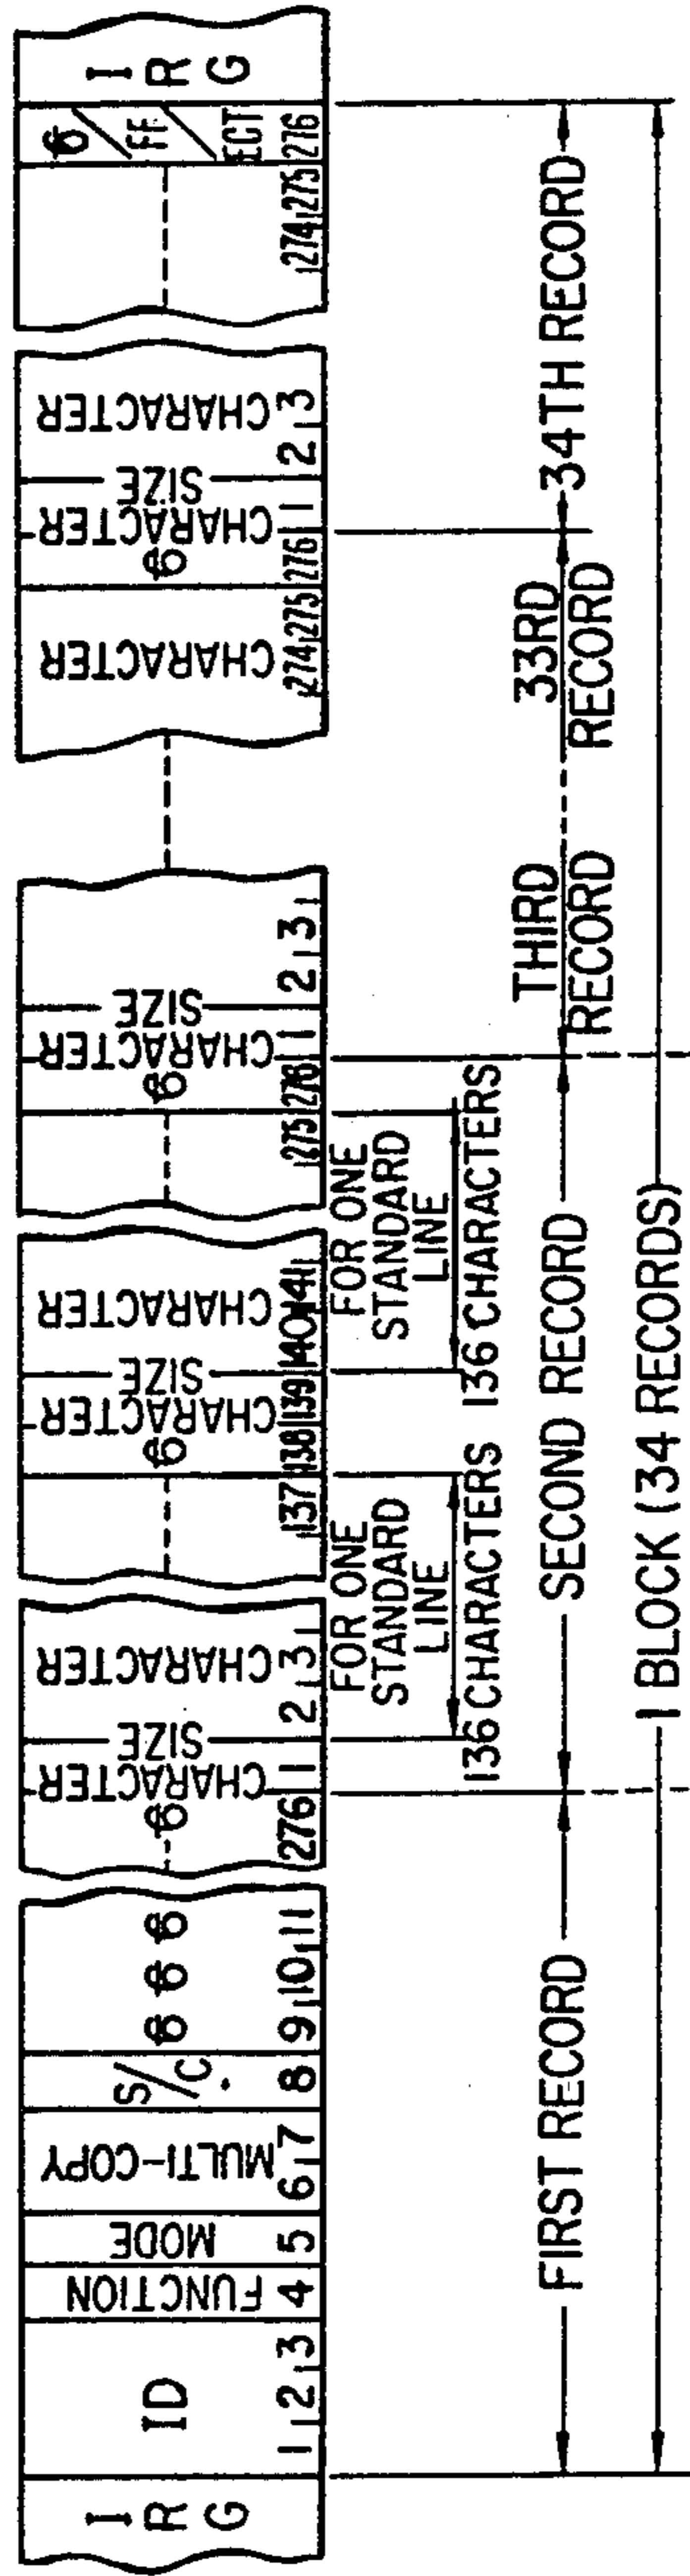 I R G
ID
1 2 3
FUNCTION
4
MODE
5
MULTI-COPY
6 7
S/C.
8
9 10 11
276
CHARACTER SIZE
1
CHARACTER
2 3
137
138
CHARACTER SIZE
139
CHARACTER
140 141
275
276
CHARACTER SIZE
1
2 3
CHARACTER
274 275
276
CHARACTER SIZE
1
CHARACTER
2 3
274 275
FF/ECT
276
I R G
FOR ONE
STANDARD
LINE
136 CHARACTERS
FOR ONE
STANDARD
LINE
136 CHARACTERS
FIRST RECORD
SECOND RECORD
THIRD
RECORD
33RD
RECORD
34TH RECORD
1 BLOCK (34 RECORDS)